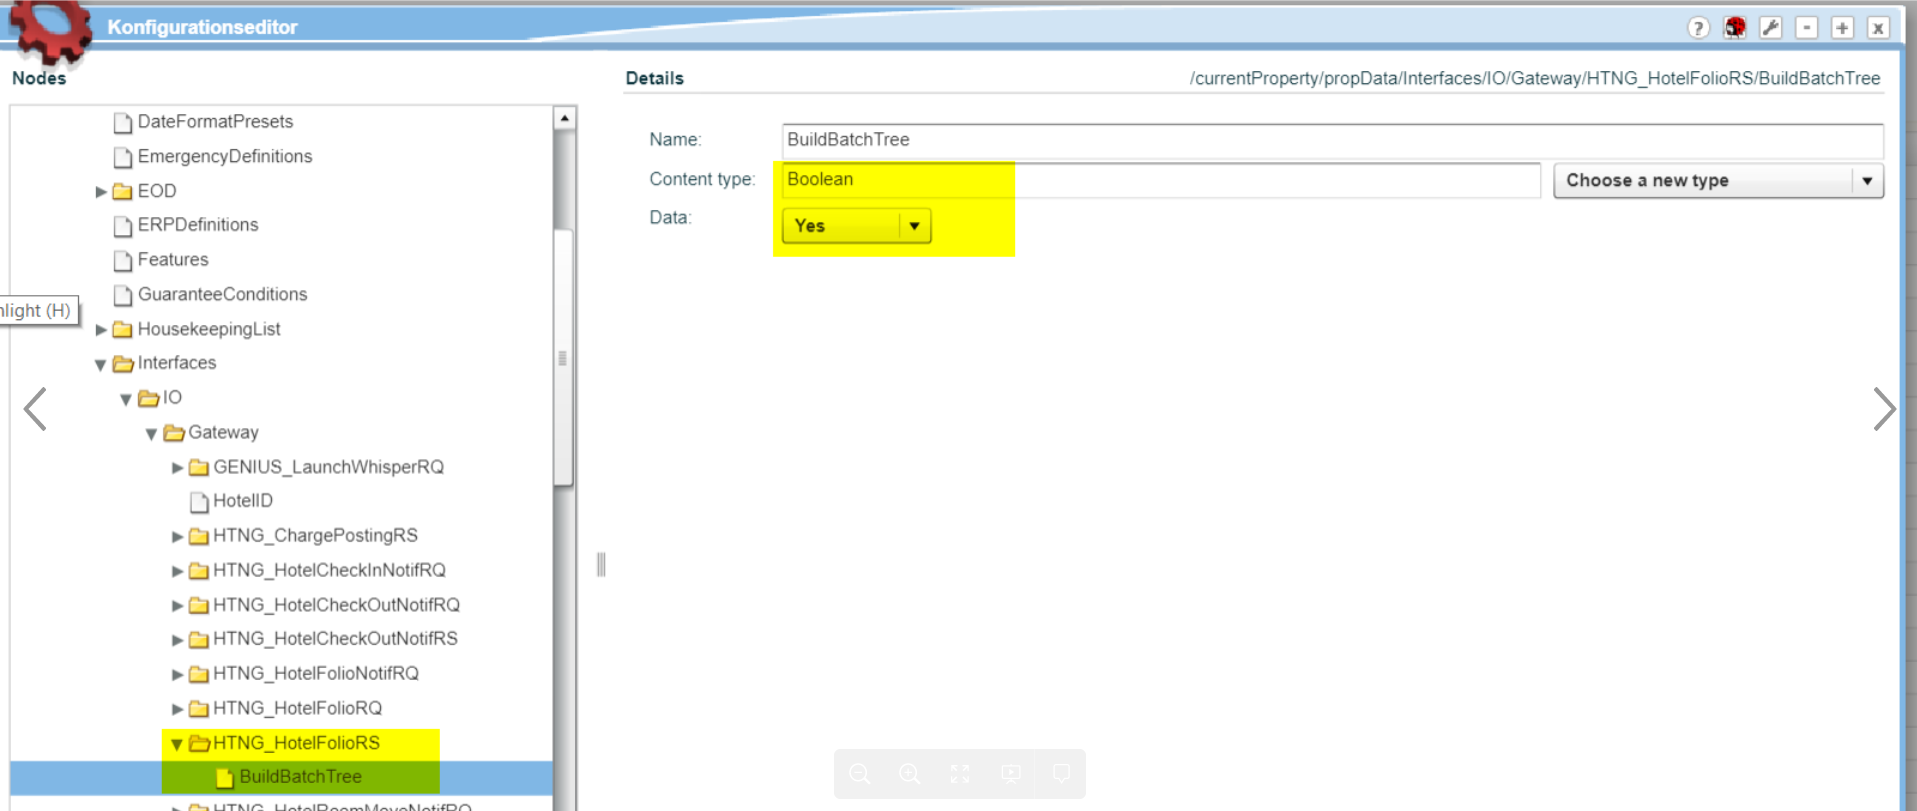 Konfigurationseditor
?
-
+
x
Nodes
DateFormatPresets
EmergencyDefinitions
EOD
ERPDefinitions
Features
GuaranteeConditions
HousekeepingList
Interfaces
IO
Gateway
GENIUS_LaunchWhisperRQ
HotelID
HTNG_ChargePostingRS
HTNG_HotelCheckInNotifRQ
HTNG_HotelCheckOutNotifRQ
HTNG_HotelCheckOutNotifRS
HTNG_HotelFolioNotifRQ
HTNG_HotelFolioRQ
HTNG_HotelFolioRS
BuildBatchTree
HTNG_HotelRoomMoveNotifRQ
nlight (H)
Details
/currentProperty/propData/Interfaces/IO/Gateway/HTNG_HotelFolioRS/BuildBatchTree
Name: BuildBatchTree
Content type: Boolean Choose a new type
Data: Yes